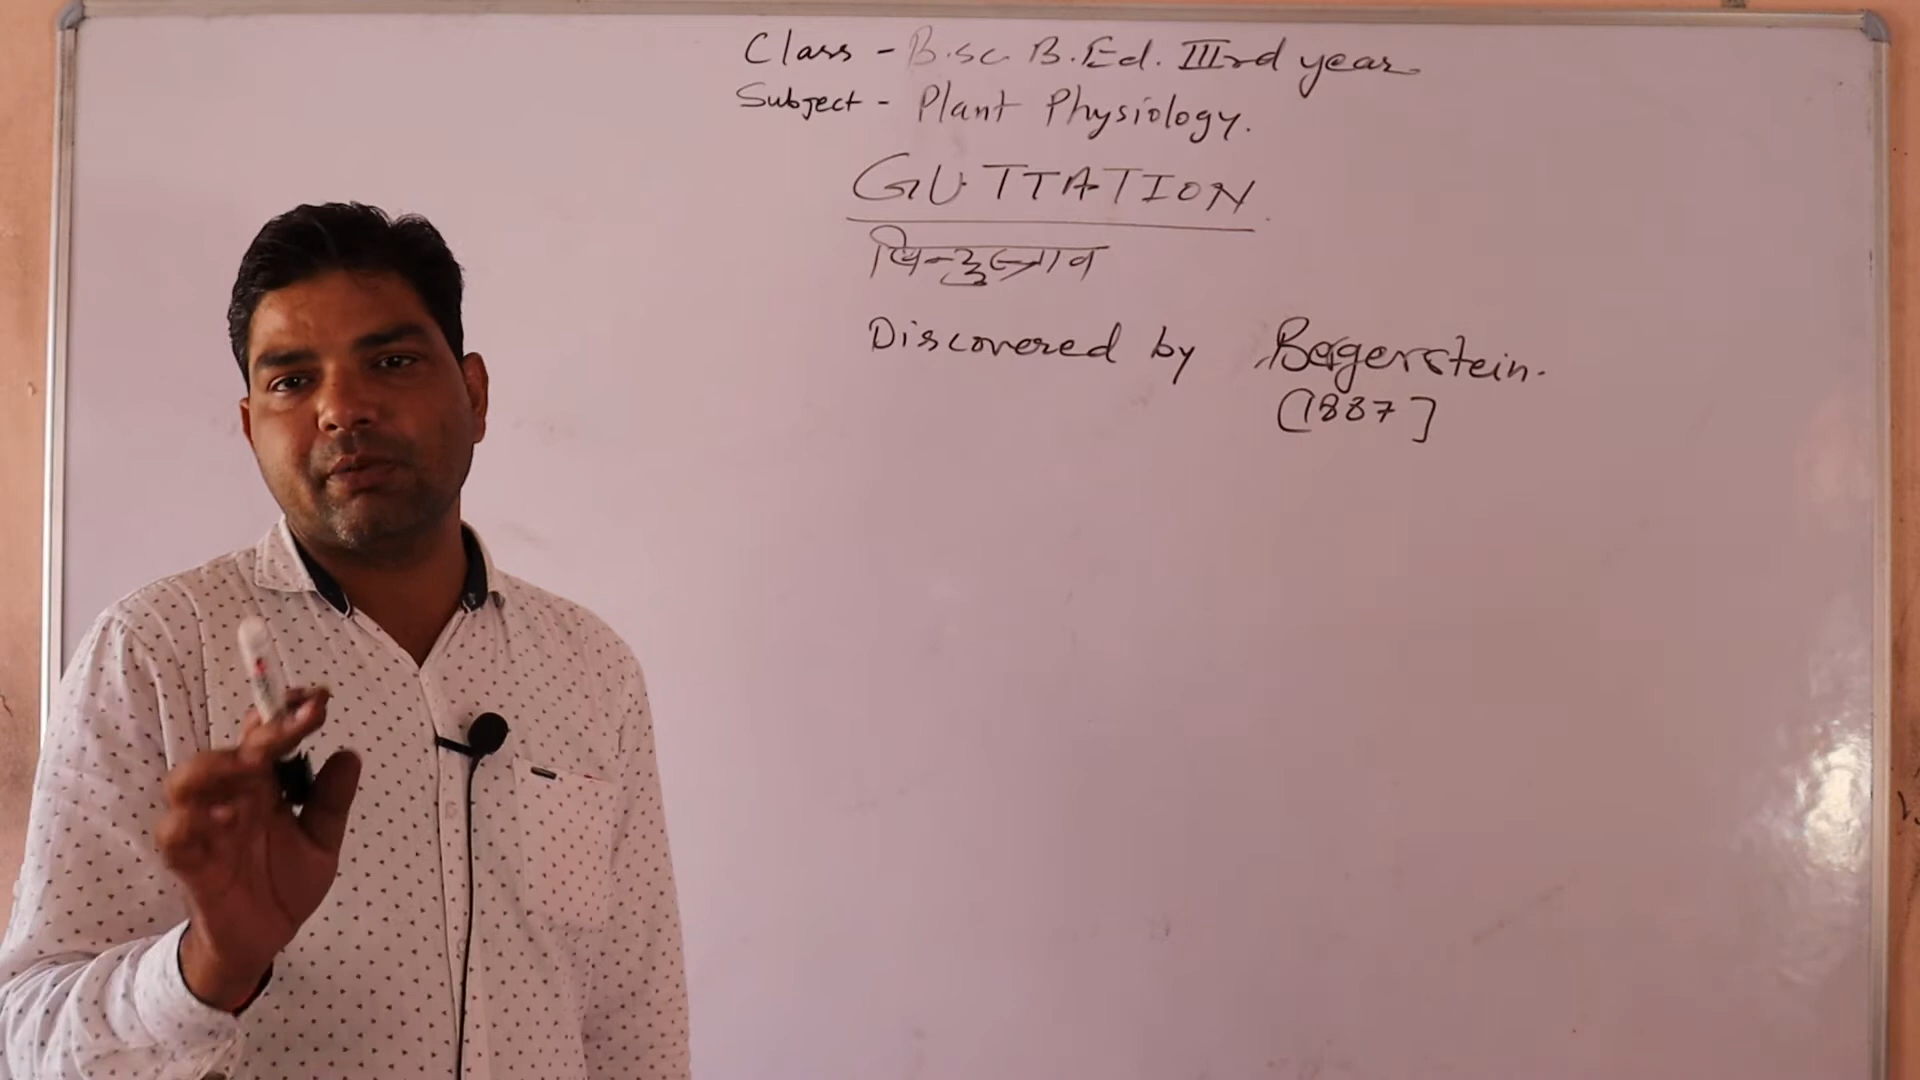 Class - B.sc. B.Ed. IIIrd year
Subject - Plant Physiology.
GUTTATION
बिन्दुस्त्राव
Discovered by Bergerstein.
(1887]